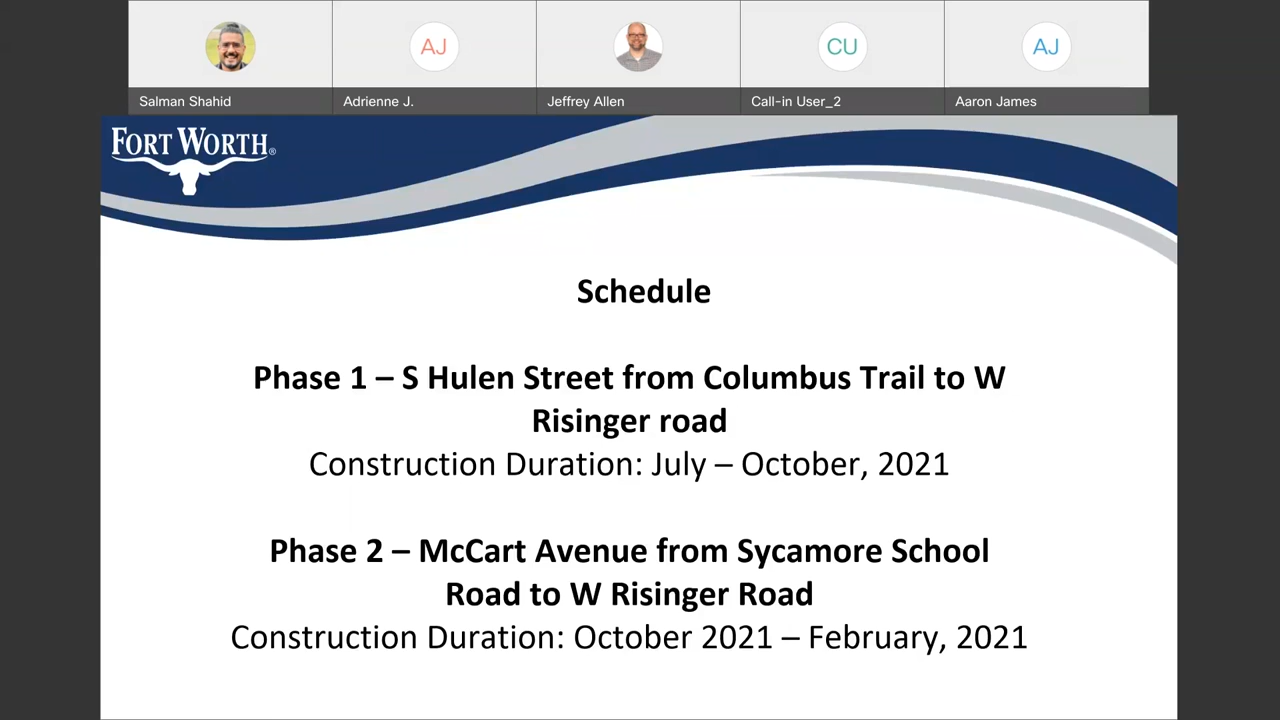 AJ
CU
AJ
Salman Shahid
Adrienne J.
Jeffrey Allen
Call-in User_2
Aaron James
FORT WORTH®
Schedule
Phase 1 – S Hulen Street from Columbus Trail to W
Risinger road
Construction Duration: July – October, 2021
Phase 2 – McCart Avenue from Sycamore School
Road to W Risinger Road
Construction Duration: October 2021 – February, 2021